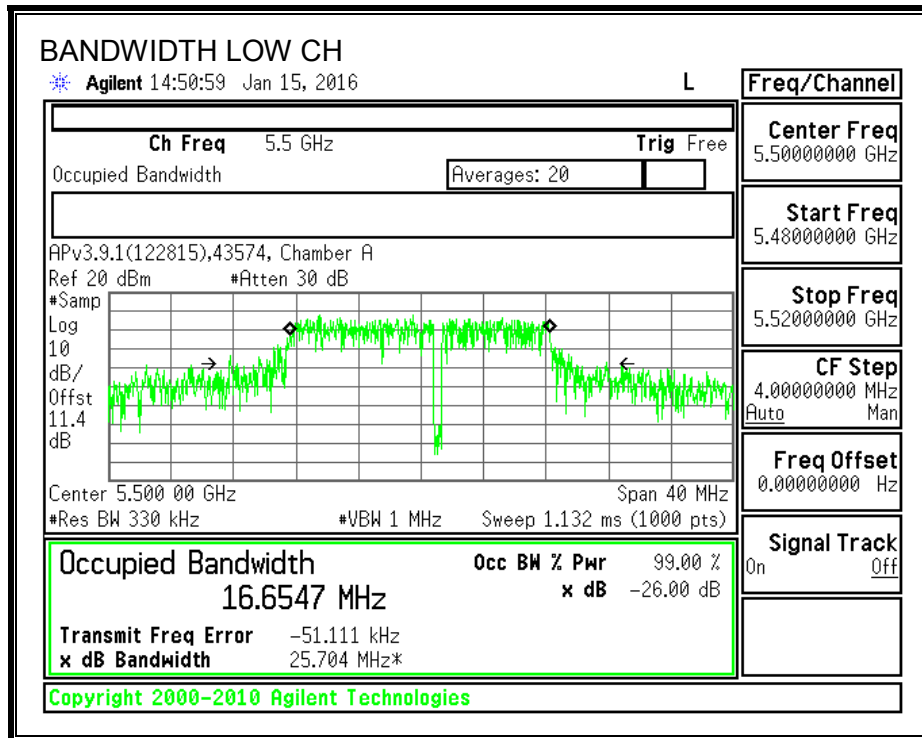 BANDWIDTH LOW CH
Agilent 14:50:59 Jan 15, 2016 L
Freq/Channel
Ch Freq 5.5 GHz Trig Free
Occupied Bandwidth Averages: 20
APv3.9.1(122815),43574, Chamber A
Ref 20 dBm #Atten 30 dB
#Samp
Log
10
dB/
Offst
11.4
dB
Center 5.500 00 GHz Span 40 MHz
#Res BW 330 kHz #VBW 1 MHz Sweep 1.132 ms (1000 pts)
Occupied Bandwidth Occ BW % Pwr 99.00 %
16.6547 MHz x dB -26.00 dB
Transmit Freq Error -51.111 kHz
x dB Bandwidth 25.704 MHz*
Copyright 2000-2010 Agilent Technologies
Center Freq
5.50000000 GHz
Start Freq
5.48000000 GHz
Stop Freq
5.52000000 GHz
CF Step
4.00000000 MHz
Auto Man
Freq Offset
0.00000000 Hz
Signal Track
On Off